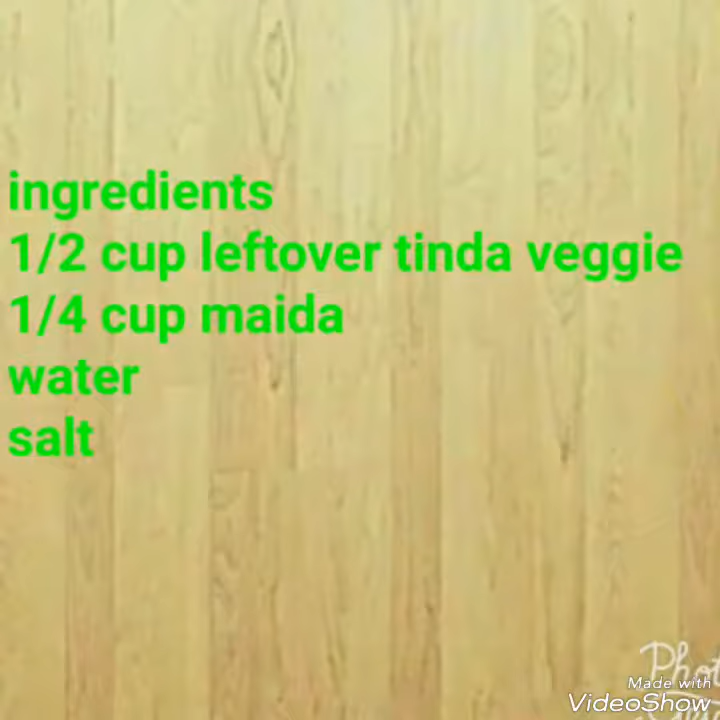 ingredients
1/2 cup leftover tinda veggie
1/4 cup maida
water
salt
Made with
VideoShow